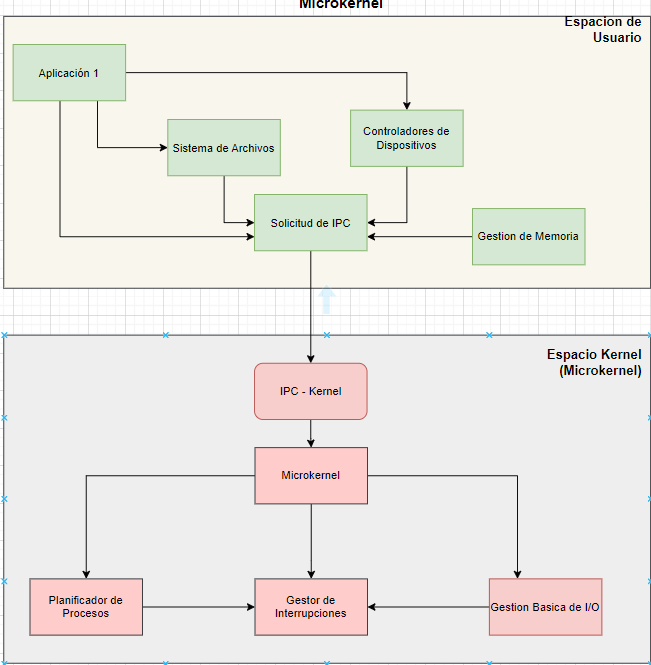 Microkernel
Espacion de
Usuario
Aplicación 1
Controladores de
Dispositivos
Sistema de Archivos
Solicitud de IPC
Gestion de Memoria
Espacio Kernel
(Microkernel)
IPC - Kernel
Microkernel
Planificador de
Procesos
Gestor de
Interrupciones
Gestion Basica de I/O